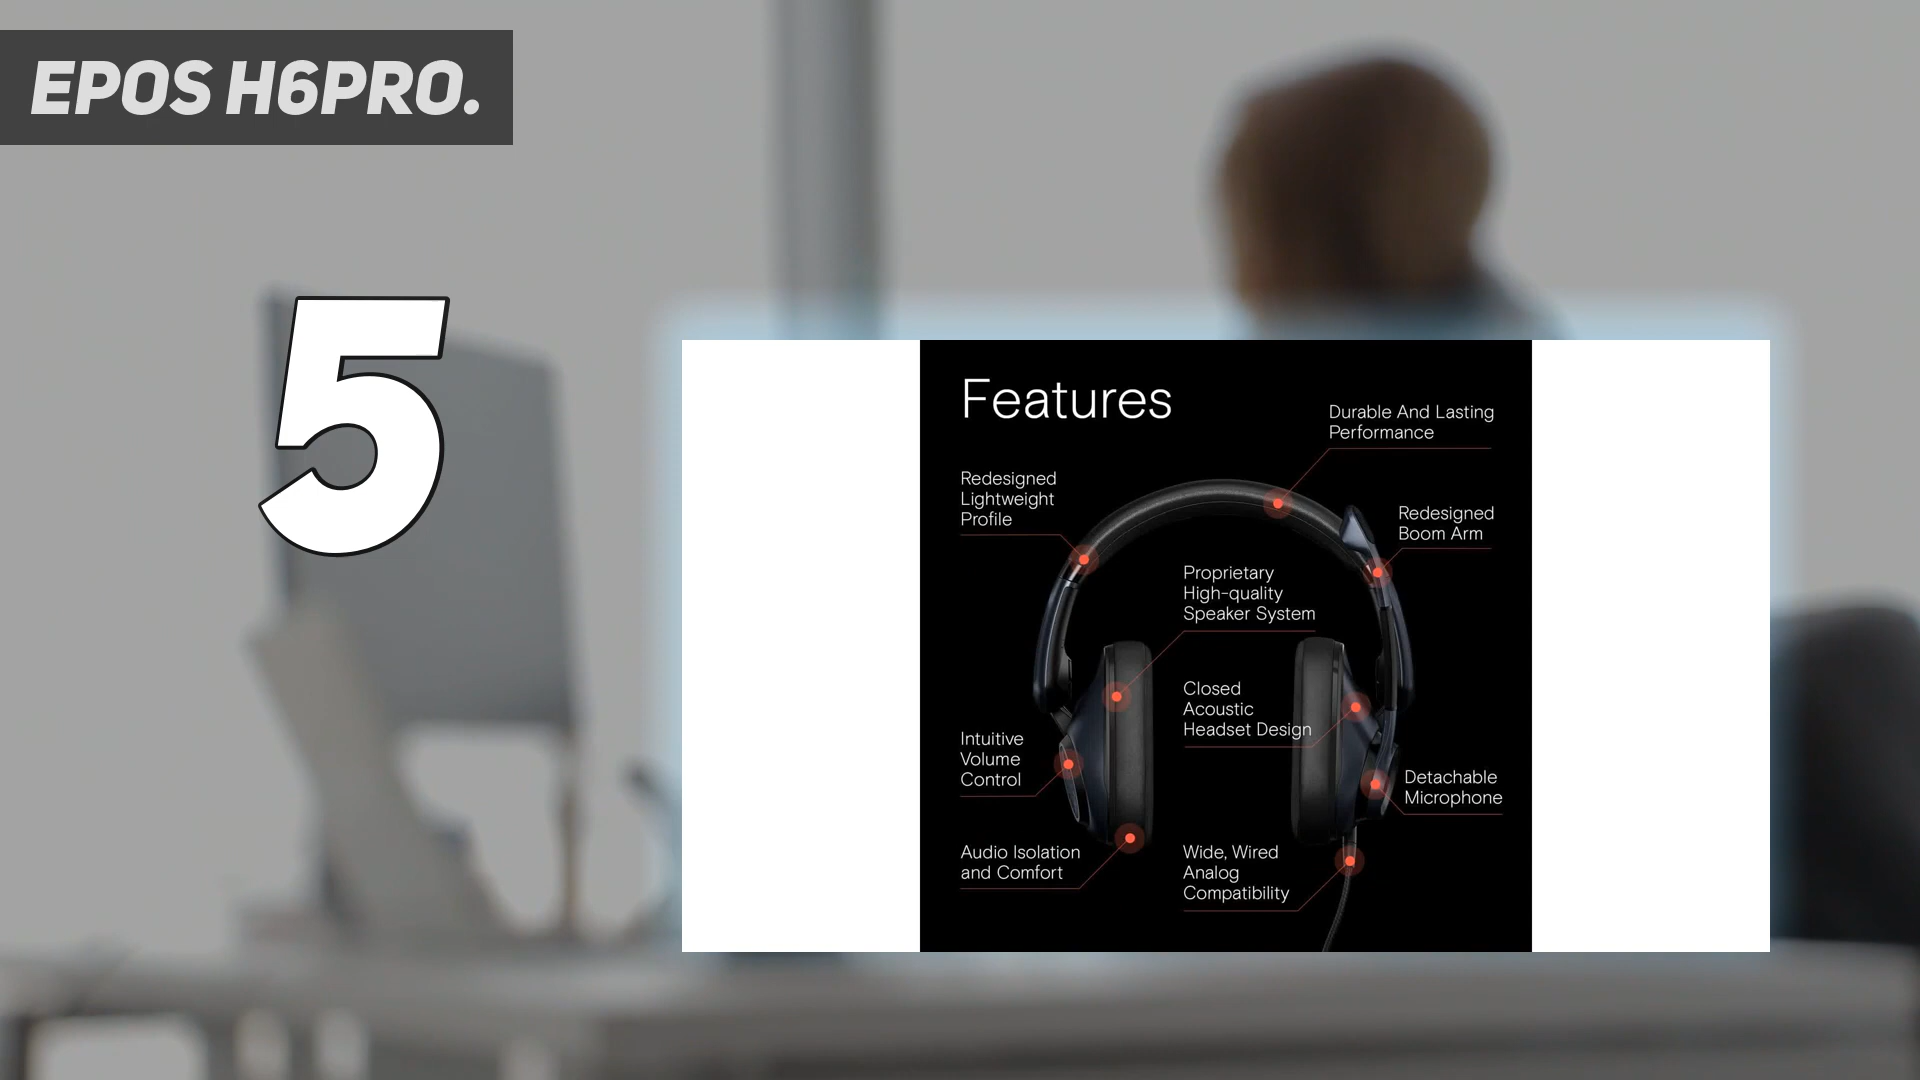 EPOS H6PRO.
5
Features
Durable And Lasting
Performance
Redesigned
Lightweight
Profile
Redesigned
Boom Arm
Proprietary
High-quality
Speaker System
Closed
Acoustic
Headset Design
Intuitive
Volume
Control
Detachable
Microphone
Audio Isolation
and Comfort
Wide, Wired
Analog
Compatibility